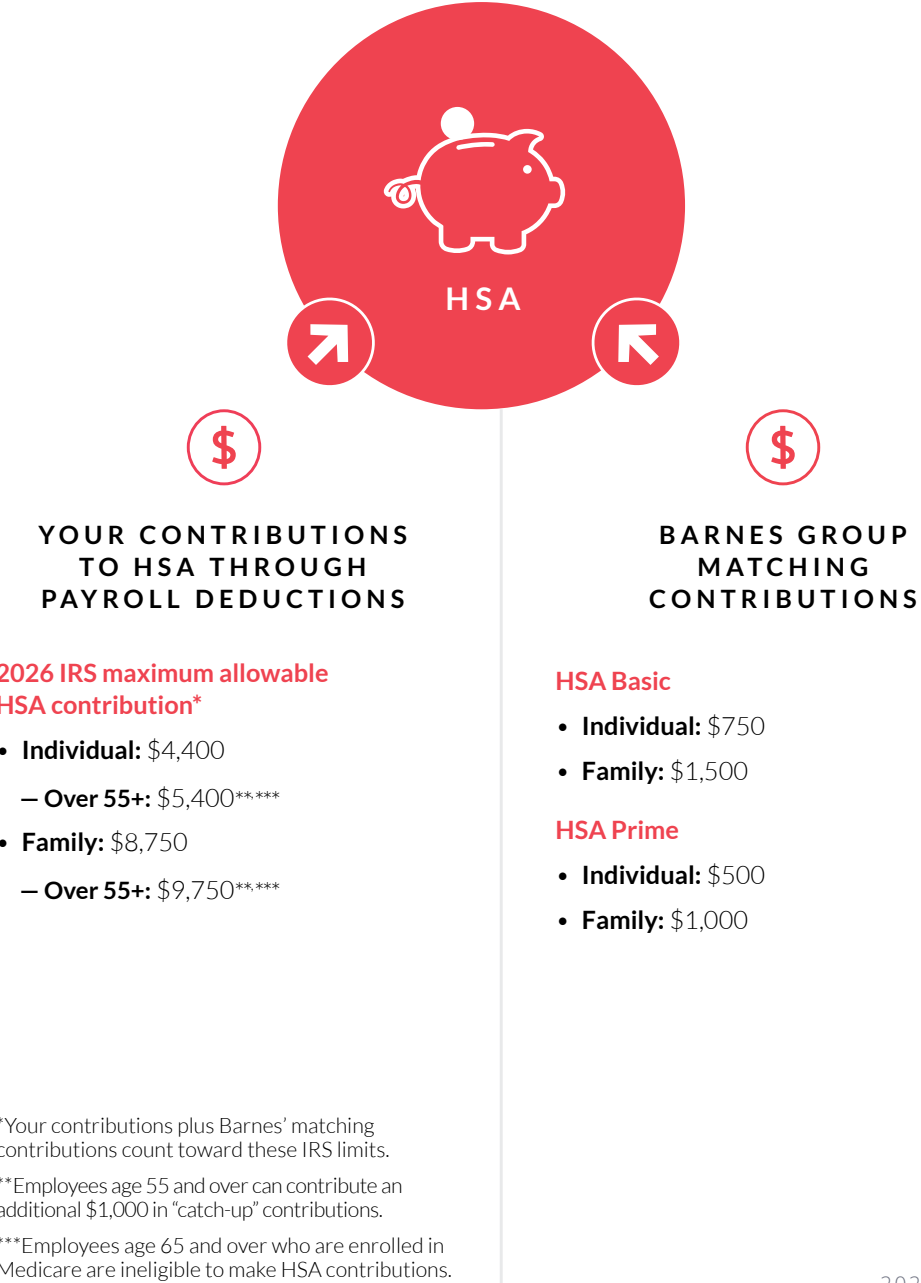 HSA
$
YOUR CONTRIBUTIONS
TO HSA THROUGH
PAYROLL DEDUCTIONS
2026 IRS maximum allowable
HSA contribution*
• Individual: $4,400
— Over 55+: $5,400**,***
• Family: $8,750
— Over 55+: $9,750**,***
*Your contributions plus Barnes’ matching
contributions count toward these IRS limits.
**Employees age 55 and over can contribute an
additional $1,000 in “catch-up” contributions.
***Employees age 65 and over who are enrolled in
Medicare are ineligible to make HSA contributions.
$
BARNES GROUP
MATCHING
CONTRIBUTIONS
HSA Basic
• Individual: $750
• Family: $1,500
HSA Prime
• Individual: $500
• Family: $1,000